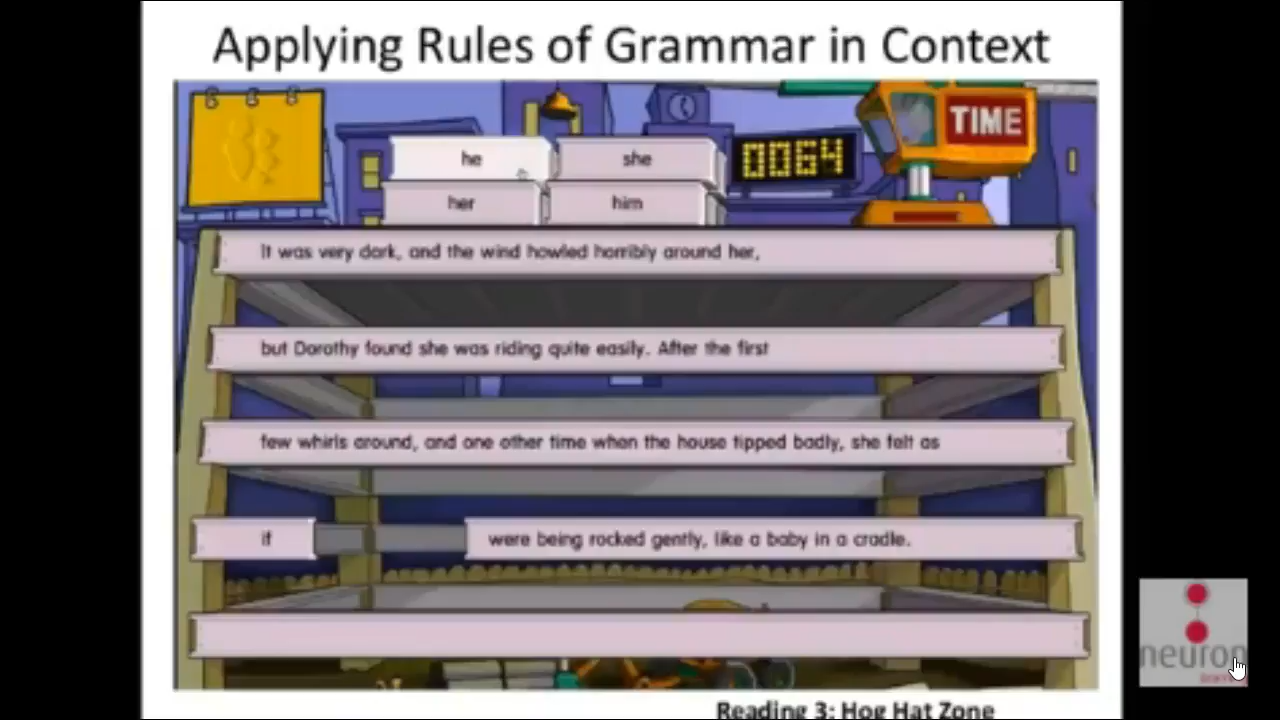 Applying Rules of Grammar in Context
TIME
0064
he
she
her
him
It was very dark, and the wind howled horribly around her,
but Dorothy found she was riding quite easily. After the first
few whirls around, and one other time when the house tipped badly, she felt as
if were being rocked gently, like a baby in a cradle.
neuron
Reading 3: Hog Hat Zone